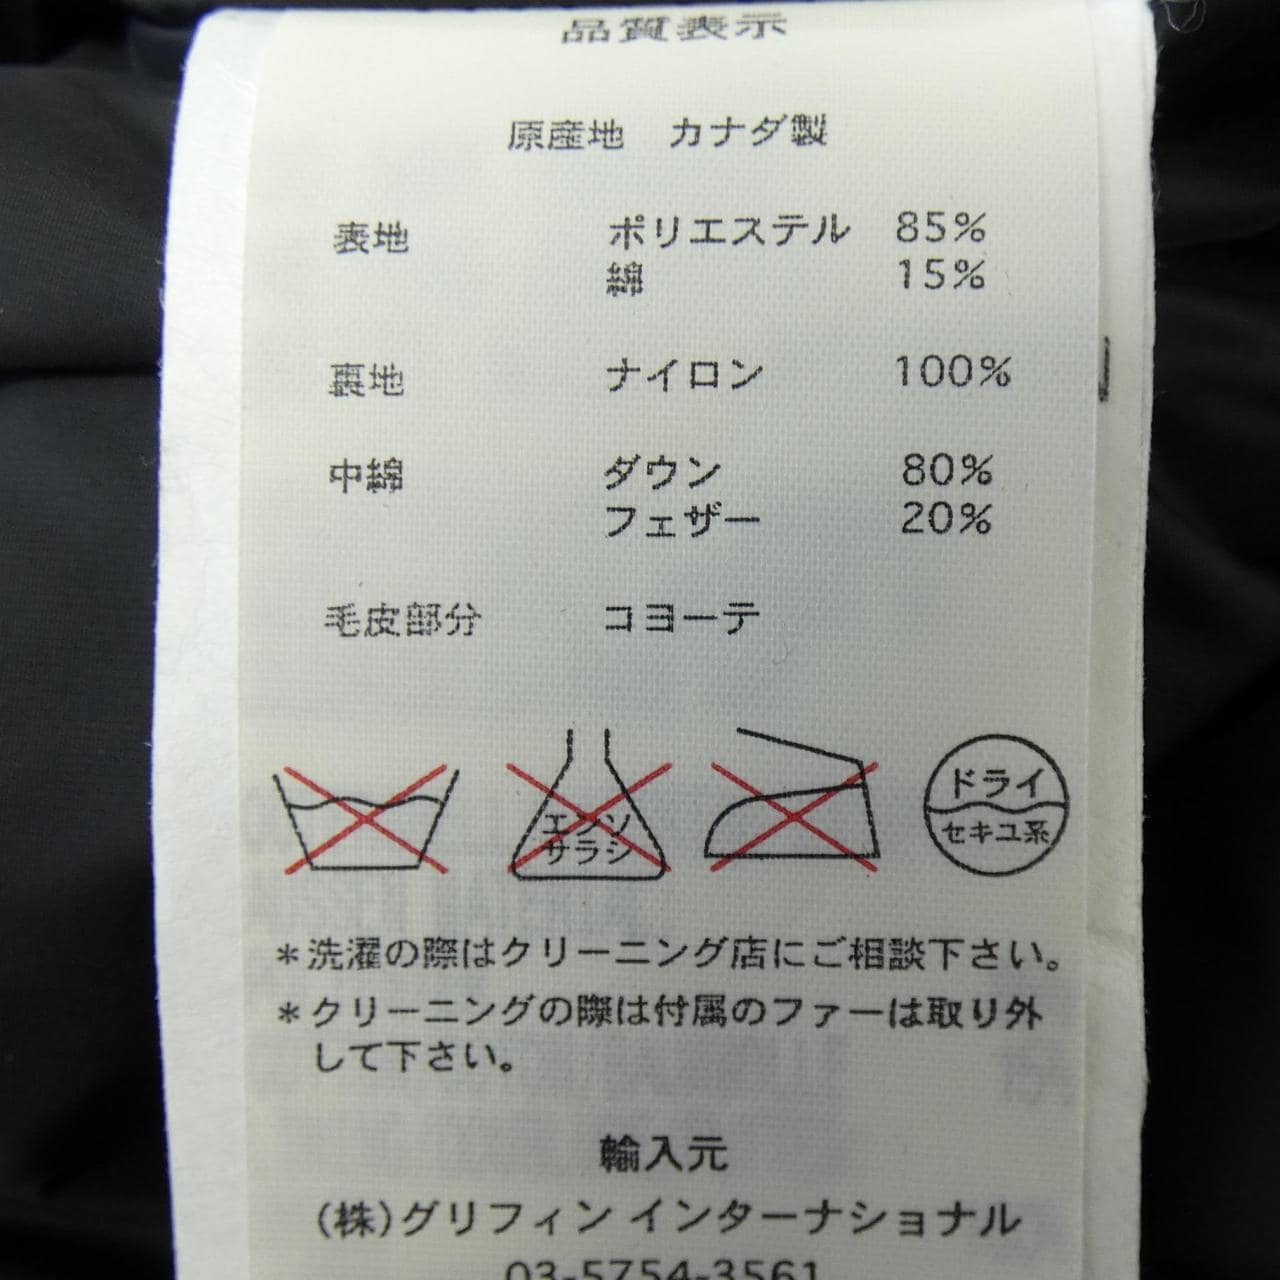 品質表示
原産地　カナダ製
表地　ポリエステル　85%
綿　15%
裏地　ナイロン　100%
中綿　ダウン　80%
フェザー　20%
毛皮部分　コヨーテ
エンソ
サラシ
ドライ
セキユ系
＊洗濯の際はクリーニング店にご相談下さい。
＊クリーニングの際は付属のファーは取り外
して下さい。
輸入元
(株)グリフィン インターナショナル
03-5754-3561